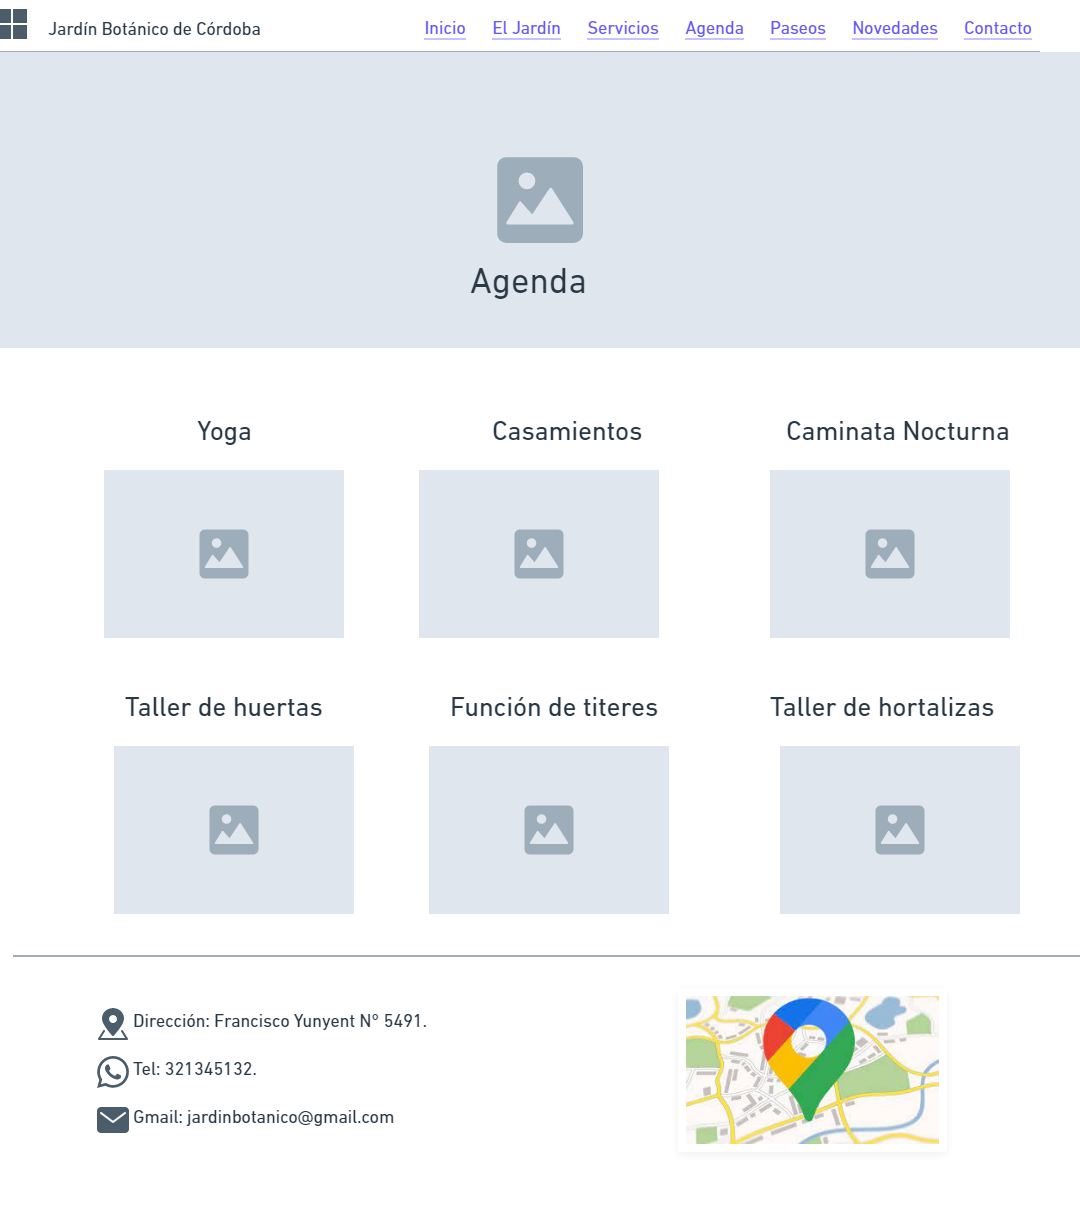 Jardín Botánico de Córdoba Inicio El Jardín Servicios Agenda Paseos Novedades Contacto
Agenda
Yoga Casamientos Caminata Nocturna
Taller de huertas Función de titeres Taller de hortalizas
Dirección: Francisco Yunyent N° 5491.
Tel: 321345132.
Gmail: jardinbotanico@gmail.com